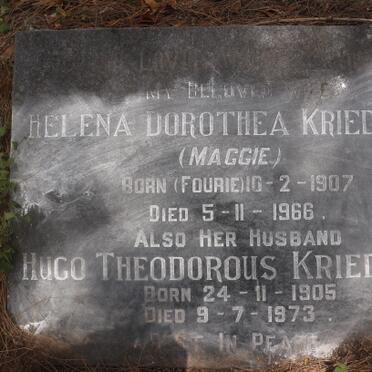 MY BELOVED
HELENA DOROTHEA KRIED
(MAGGIE)
BORN (FOURIE) 10-2-1907
DIED 5-11-1966.
ALSO HER HUSBAND
HUGO THEODOROUS KRIED
BORN 24-11-1905
DIED 9-7-1973.
REST IN PEACE